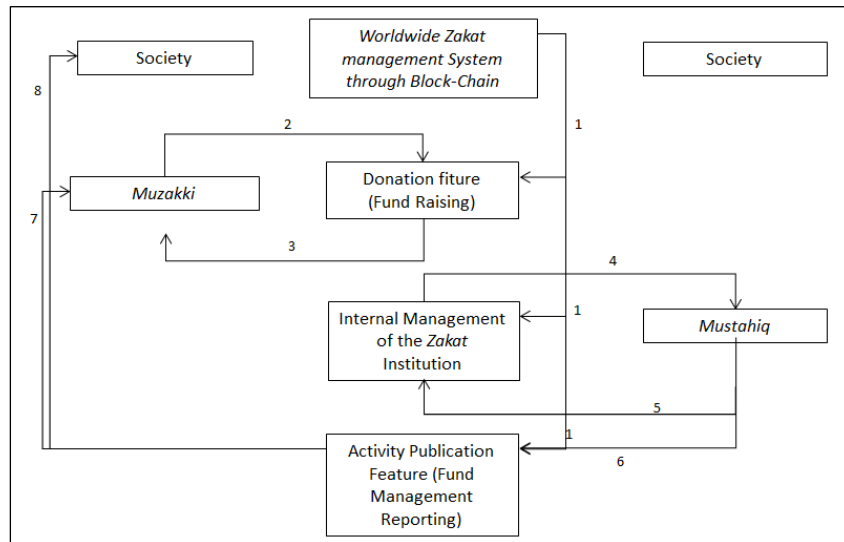 Worldwide Zakat
management System
through Block-Chain
Society
Society
8
2
1
Donation fiture
(Fund Raising)
Muzakki
7
3
4
Internal Management
of the Zakat
Institution
1
Mustahiq
5
1
6
Activity Publication
Feature (Fund
Management
Reporting)